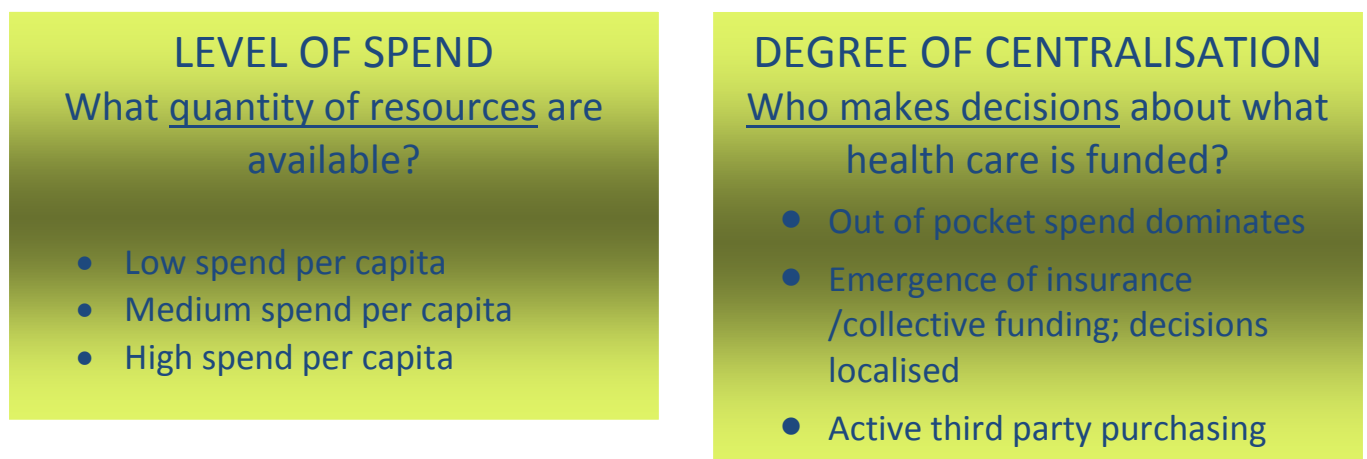 LEVEL OF SPEND
What quantity of resources are
available?
• Low spend per capita
• Medium spend per capita
• High spend per capita
DEGREE OF CENTRALISATION
Who makes decisions about what
health care is funded?
• Out of pocket spend dominates
• Emergence of insurance
/collective funding; decisions
localised
• Active third party purchasing